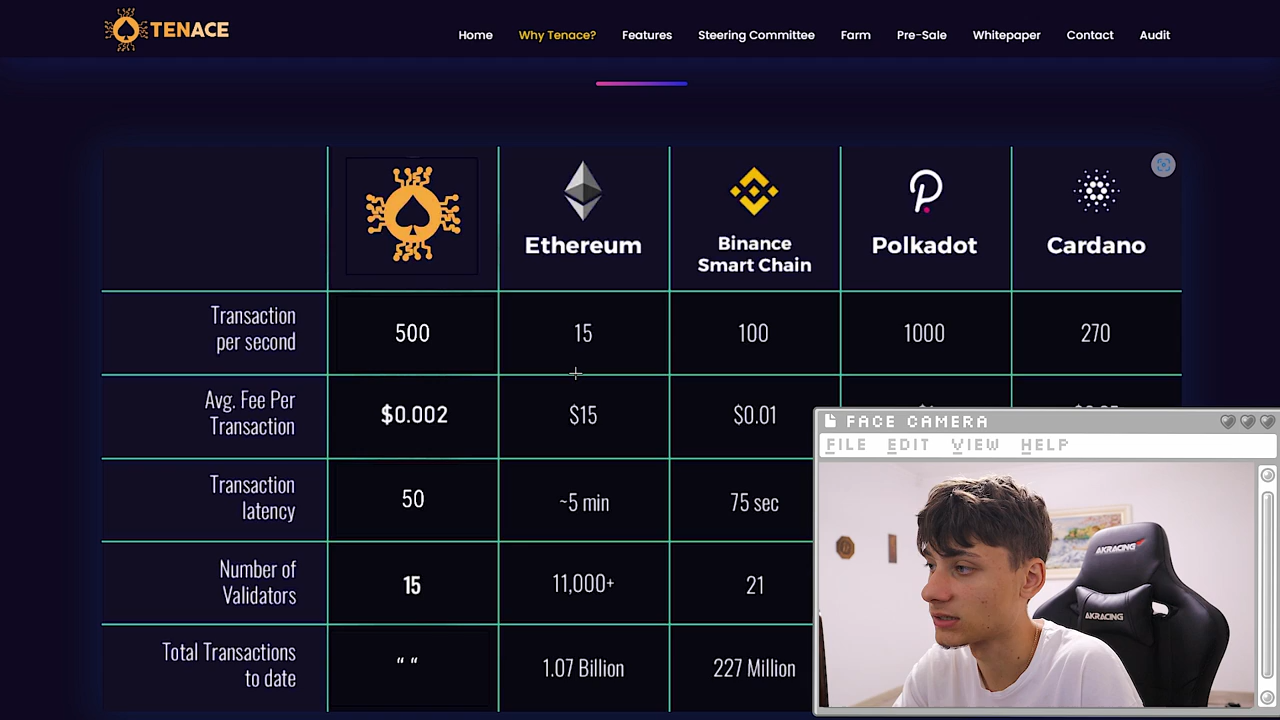 TENACE
Home Why Tenace? Features Steering Committee Farm Pre-Sale Whitepaper Contact Audit
Ethereum
Binance
Smart Chain
Polkadot
Cardano
Transaction
per second
500 15 100 1000 270
Avg. Fee Per
Transaction
$0.002 $15 $0.01
Transaction
latency
50 ~5 min 75 sec
Number of
Validators
15 11,000+ 21
Total Transactions
to date
“ “ 1.07 Billion 227 Million
FACE CAMERA
FILE EDIT VIEW HELP
AKRACING
AKRACING